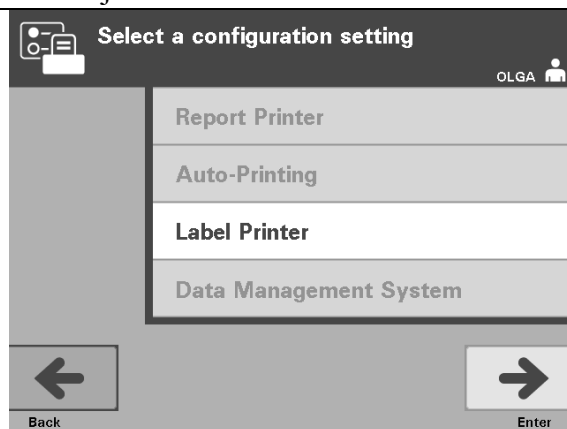 Select a configuration setting
OLGA
Report Printer
Auto-Printing
Label Printer
Data Management System
Back
Enter